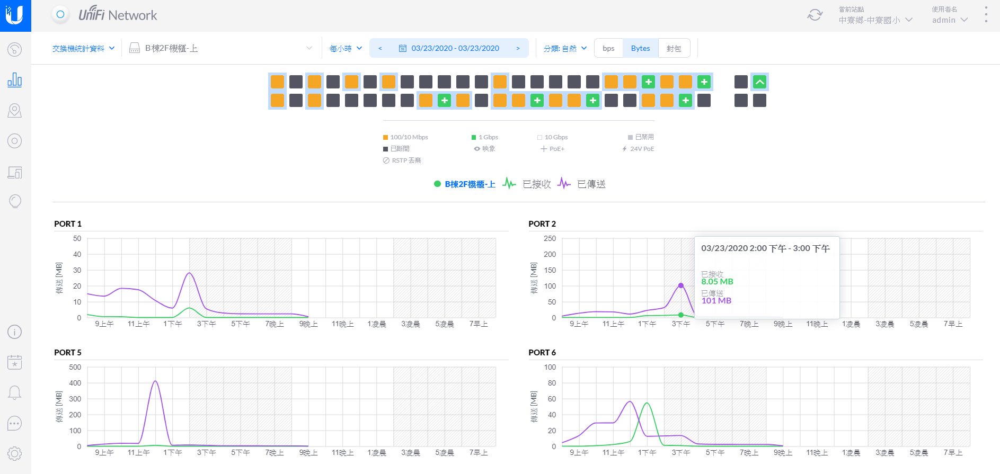 UniFi Network
當前站點
中寮鄉-中寮國小
使用者名
admin
交換機統計資料
B棟2F機櫃-上
每小時
< 03/23/2020 - 03/23/2020 >
分類: 自然
bps Bytes 封包
100/10 Mbps 1 Gbps 10 Gbps 已禁用
已斷開 映象 PoE+ 24V PoE
RSTP 丟棄
B棟2F機櫃-上 已接收 已傳送
PORT 1
傳送 [MB]
50
40
30
20
10
0
9上午 11上午 1下午 3下午 5下午 7晚上 9晚上 11晚上 1凌晨 3凌晨 5凌晨 7早上
PORT 2
傳送 [MB]
250
200
150
100
50
0
9上午 11上午 1下午 3下午 5下午 7晚上 9晚上 11晚上 1凌晨 3凌晨 5凌晨 7早上
03/23/2020 2:00 下午 - 3:00 下午
已接收
8.05 MB
已傳送
101 MB
PORT 5
傳送 [MB]
500
400
300
200
100
0
9上午 11上午 1下午 3下午 5下午 7晚上 9晚上 11晚上 1凌晨 3凌晨 5凌晨 7早上
PORT 6
傳送 [MB]
100
80
60
40
20
0
9上午 11上午 1下午 3下午 5下午 7晚上 9晚上 11晚上 1凌晨 3凌晨 5凌晨 7早上